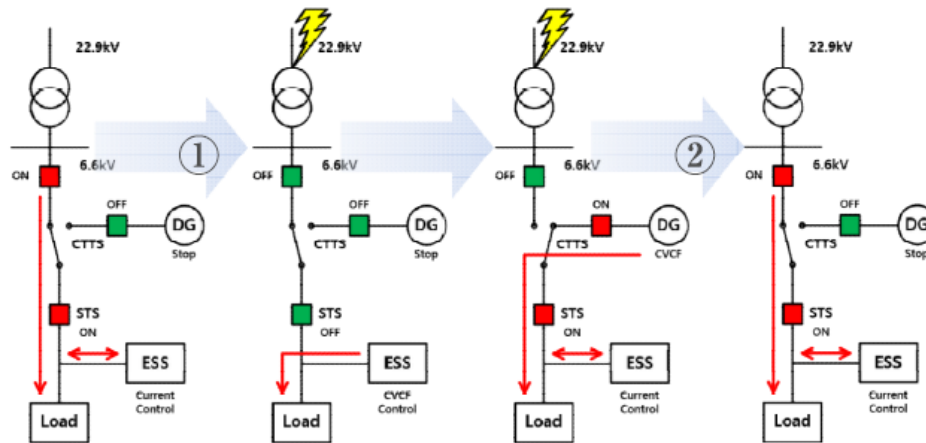 22.9kV
6.6kV
ON
OFF
DG
CTTS
Stop
STS
ON
ESS
Current
Control
Load
①
22.9kV
6.6kV
OFF
OFF
DG
CTTS
Stop
STS
OFF
ESS
CVCF
Control
Load
22.9kV
6.6kV
OFF
ON
DG
CTTS
CVCF
STS
ON
ESS
Current
Control
Load
②
22.9kV
6.6kV
ON
OFF
DG
CTTS
Stop
STS
ON
ESS
Current
Control
Load